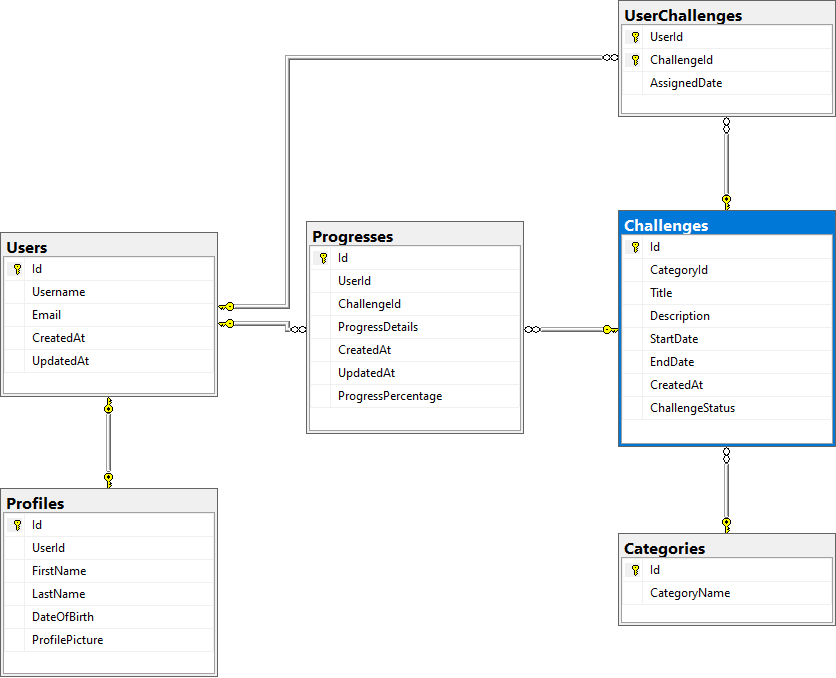 UserChallenges
UserId
ChallengeId
AssignedDate
Users
Id
Username
Email
CreatedAt
UpdatedAt
Progresses
Id
UserId
ChallengeId
ProgressDetails
CreatedAt
UpdatedAt
ProgressPercentage
Challenges
Id
CategoryId
Title
Description
StartDate
EndDate
CreatedAt
ChallengeStatus
Profiles
Id
UserId
FirstName
LastName
DateOfBirth
ProfilePicture
Categories
Id
CategoryName